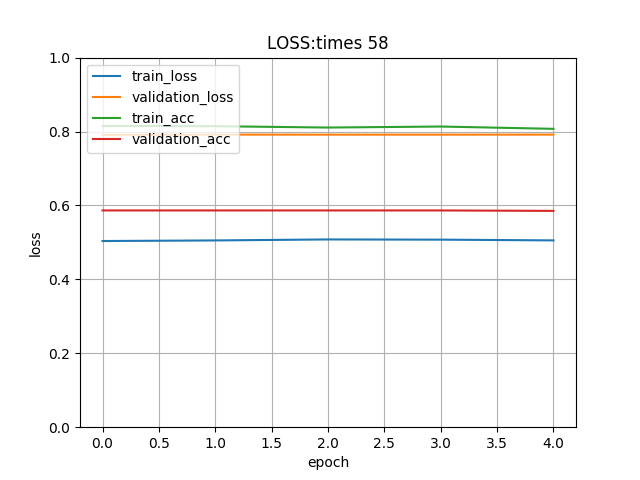 LOSS:times 58
1.0
0.8
0.6
0.4
0.2
0.0
loss
train_loss
validation_loss
train_acc
validation_acc
0.0 0.5 1.0 1.5 2.0 2.5 3.0 3.5 4.0
epoch